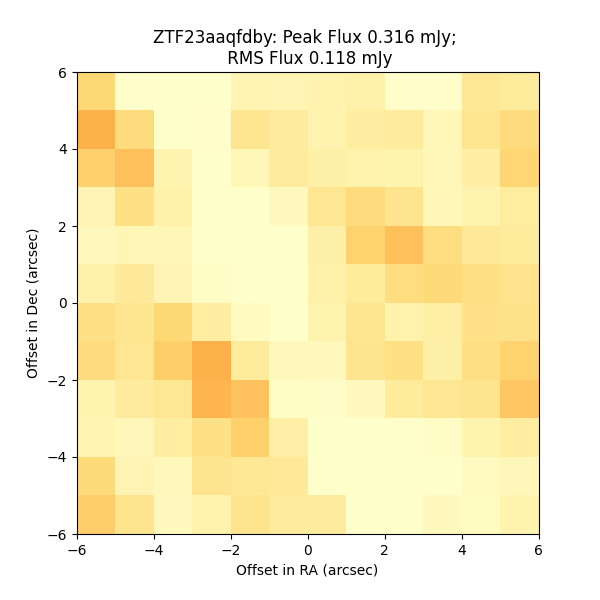 ZTF23aaqfdby: Peak Flux 0.316 mJy;
RMS Flux 0.118 mJy
6
4
2
0
−2
−4
−6
Offset in Dec (arcsec)
−6 −4 −2 0 2 4 6
Offset in RA (arcsec)